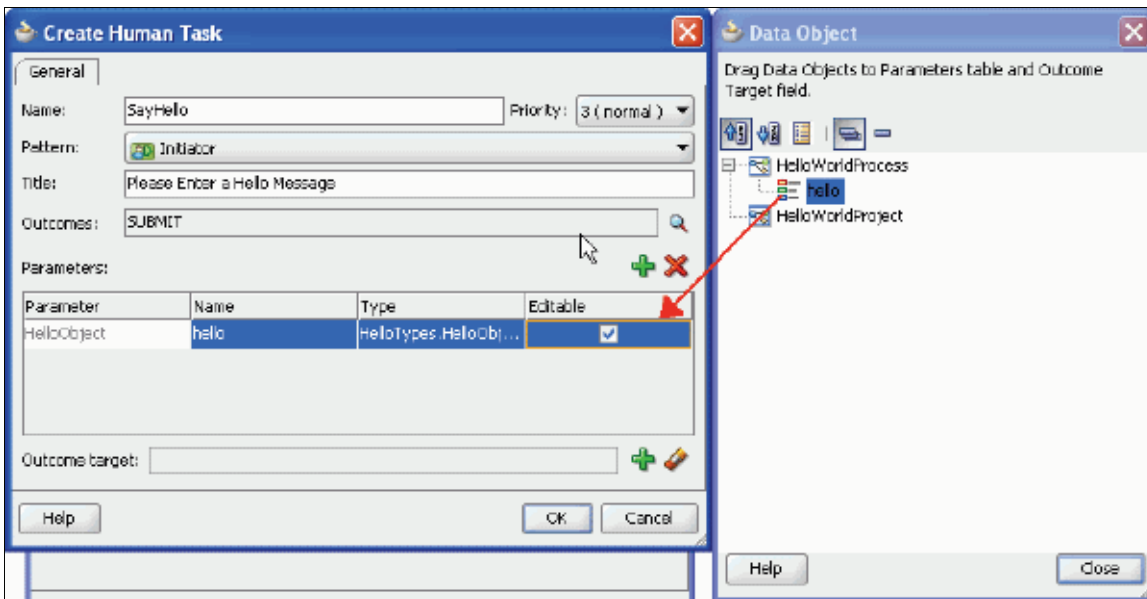 Create Human Task
General
Name: SayHello Priority: 3 ( normal )
Pattern: Initiator
Title: Please Enter a Hello Message
Outcomes: SUBMIT
Parameters:
Parameter Name Type Editable
HelloObject hello HelloTypes.HelloObj...
Outcome target:
Help OK Cancel
Data Object
Drag Data Objects to Parameters table and Outcome
Target field.
HelloWorldProcess
hello
HelloWorldProject
Help Close